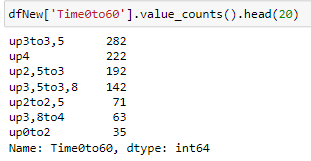 dfNew['Time0to60'].value_counts().head(20)
up3to3,5 282
up4 222
up2,5to3 192
up3,5to3,8 142
up2to2,5 71
up3,8to4 63
up0to2 35
Name: Time0to60, dtype: int64